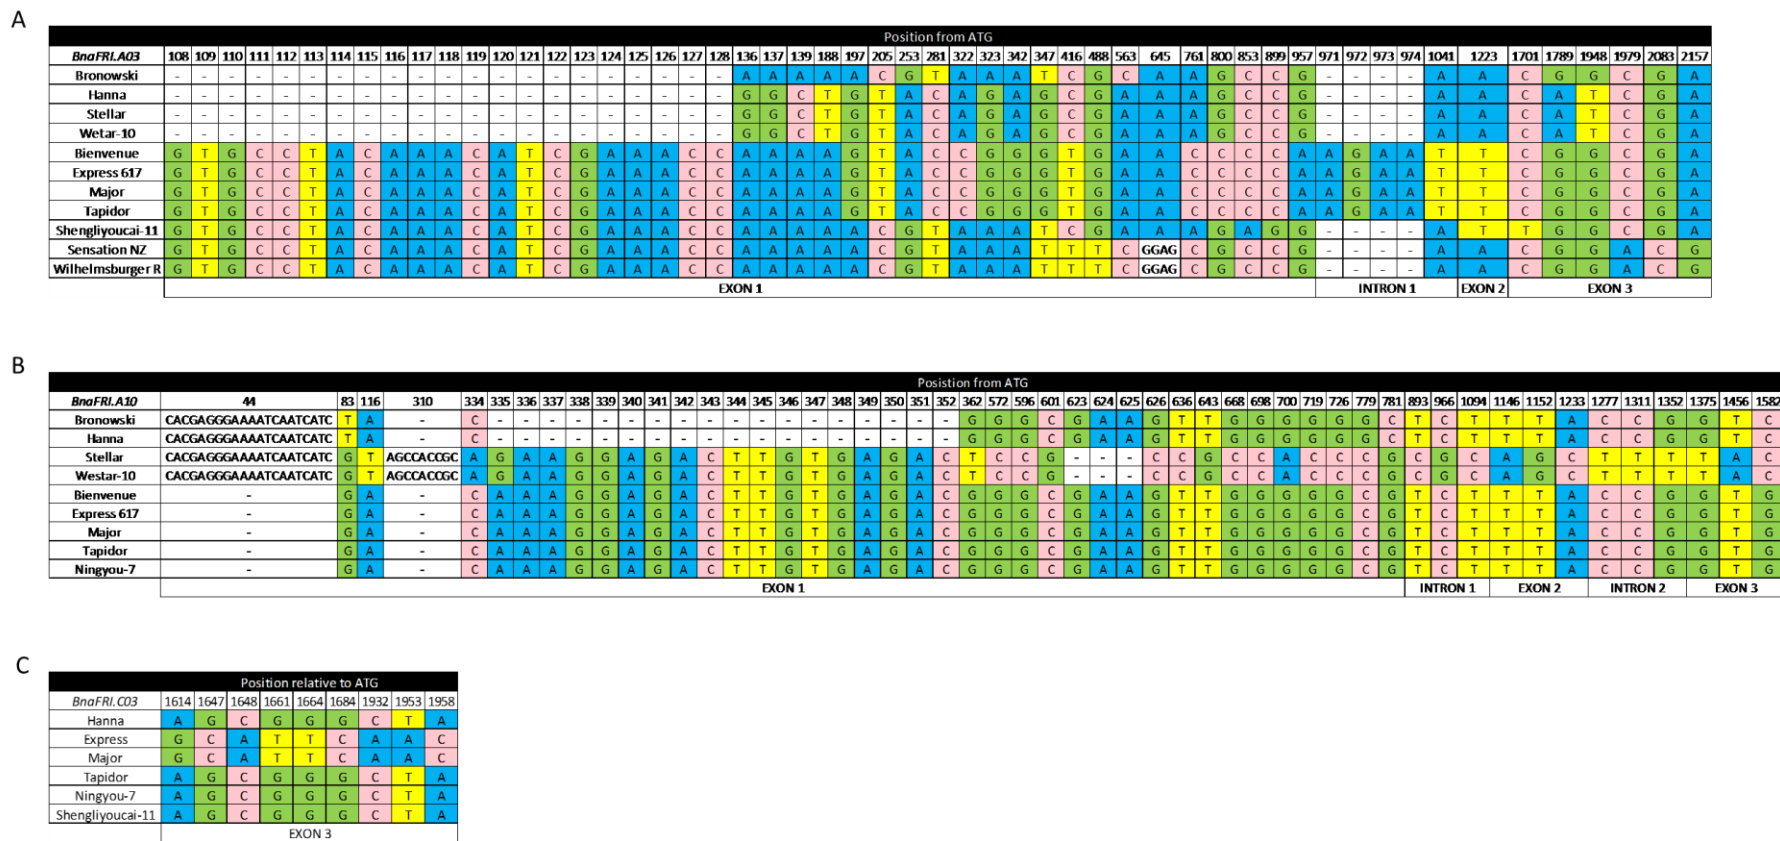 A
Position from ATG
BnaFRI.A03 108 109 110 111 112 113 114 115 116 117 118 119 120 121 122 123 124 125 126 127 128 136 137 139 188 197 205 253 281 322 323 342 347 416 488 563 645 761 800 853 899 957 971 972 973 974 1041 1223 1701 1789 1948 1979 2083 2157
Bronowski - - - - - - - - - - - - - - - - - - - - - A A A A A C G T A A A T C G C A A G C C G - - - - A A C G G C G A
Hanna - - - - - - - - - - - - - - - - - - - - - G G C T G T A C A G A G C G A A A G C C G - - - - A A C A T C G A
Stellar - - - - - - - - - - - - - - - - - - - - - G G C T G T A C A G A G C G A A A G C C G - - - - A A C A T C G A
Wetar-10 - - - - - - - - - - - - - - - - - - - - - G G C T G T A C A G A G C G A A A G C C G - - - - A A C A T C G A
Bienvenue G T G C C T A C A A A C A T C G A A A C C A A A A G T A C C G G G T G A A C C C C A A G A A T T C G G C G A
Express 617 G T G C C T A C A A A C A T C G A A A C C A A A A G T A C C G G G T G A A C C C C A A G A A T T C G G C G A
Major G T G C C T A C A A A C A T C G A A A C C A A A A G T A C C G G G T G A A C C C C A A G A A T T C G G C G A
Tapidor G T G C C T A C A A A C A T C G A A A C C A A A A G T A C C G G G T G A A C C C C A A G A A T T C G G C G A
Shengliyoucai-11 G T G C C T A C A A A C A T C G A A A C C A A A A A C G T A A A T C G A A A G A G G - - - - A T T G G C G A
Sensation NZ G T G C C T A C A A A C A T C G A A A C C A A A A A C G T A A A T T T C GGAG C G C C G - - - - A A C G G A C G
Wilhelmsburger R G T G C C T A C A A A C A T C G A A A C C A A A A A C G T A A A T T T C GGAG C G C C G - - - - A A C G G A C G
EXON 1 INTRON 1 EXON 2 EXON 3
B
Posistion from ATG
BnaFRI.A10 44 83 116 310 334 335 336 337 338 339 340 341 342 343 344 345 346 347 348 349 350 351 352 362 572 596 601 623 624 625 626 636 643 668 698 700 719 726 779 781 893 966 1094 1146 1152 1233 1277 1311 1352 1375 1456 1582
Bronowski CACGAGGGAAAATCAATCATC T A - C - - - - - - - - - - - - - - - - - - G G G C G A A G T T G G G G G G C T C T T T A C C G G T C
Hanna CACGAGGGAAAATCAATCATC T A - C - - - - - - - - - - - - - - - - - - G G G C G A A G T T G G G G G G C T C T T T A C C G G T C
Stellar CACGAGGGAAAATCAATCATC G T AGCCACCGC A G A A G G A G A C T T G T G A G A C T C C G - - - C C G C C A C C C G C G C A G C T T T T A C
Westar-10 CACGAGGGAAAATCAATCATC G T AGCCACCGC A G A A G G A G A C T T G T G A G A C T C C G - - - C C G C C A C C C G C G C A G C T T T T A C
Bienvenue - G A - C A A A G G A G A C T T G T G A G A C G G G C G A A G T T G G G G G C G T C T T T A C C G G T G
Express 617 - G A - C A A A G G A G A C T T G T G A G A C G G G C G A A G T T G G G G G C G T C T T T A C C G G T G
Major - G A - C A A A G G A G A C T T G T G A G A C G G G C G A A G T T G G G G G C G T C T T T A C C G G T G
Tapidor - G A - C A A A G G A G A C T T G T G A G A C G G G C G A A G T T G G G G G C G T C T T T A C C G G T G
Ningyou-7 - G A - C A A A G G A G A C T T G T G A G A C G G G C G A A G T T G G G G G C G T C T T T A C C G G T G
EXON 1 INTRON 1 EXON 2 INTRON 2 EXON 3
C
Position relative to ATG
BnaFRI.C03 1614 1647 1648 1661 1664 1684 1932 1953 1958
Hanna A G C G G G C T A
Express G C A T T C A A C
Major G C A T T C A A C
Tapidor A G C G G G C T A
Ningyou-7 A G C G G G C T A
Shengliyoucai-11 A G C G G G C T A
EXON 3